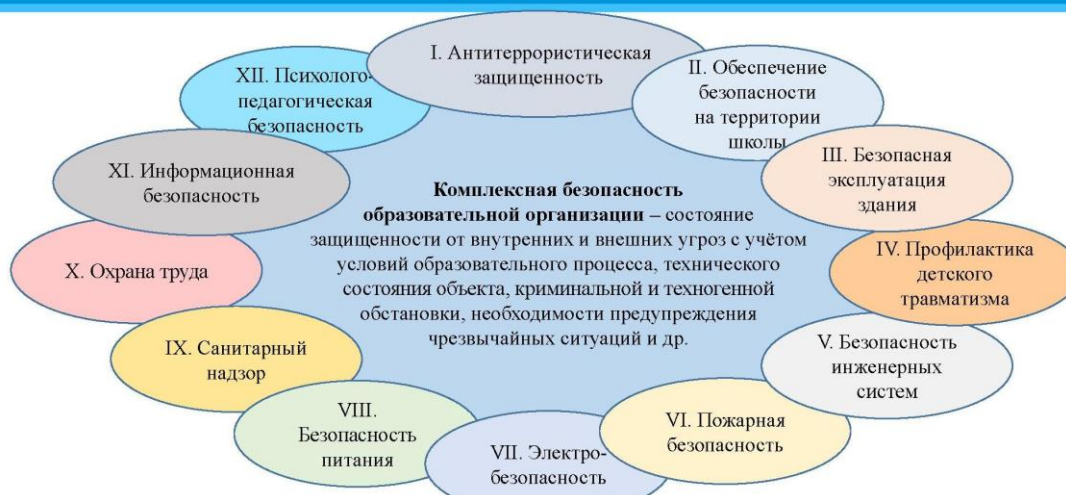 I. Антитеррористическая
защищенность
II. Обеспечение
безопасности
на территории
школы
III. Безопасная
эксплуатация
здания
IV. Профилактика
детского
травматизма
V. Безопасность
инженерных
систем
VI. Пожарная
безопасность
VII. Электро-
безопасность
VIII.
Безопасность
питания
IX. Санитарный
надзор
X. Охрана труда
XI. Информационная
безопасность
XII. Психолого-
педагогическая
безопасность
Комплексная безопасность
образовательной организации – состояние
защищенности от внутренних и внешних угроз с учётом
условий образовательного процесса, технического
состояния объекта, криминальной и техногенной
обстановки, необходимости предупреждения
чрезвычайных ситуаций и др.